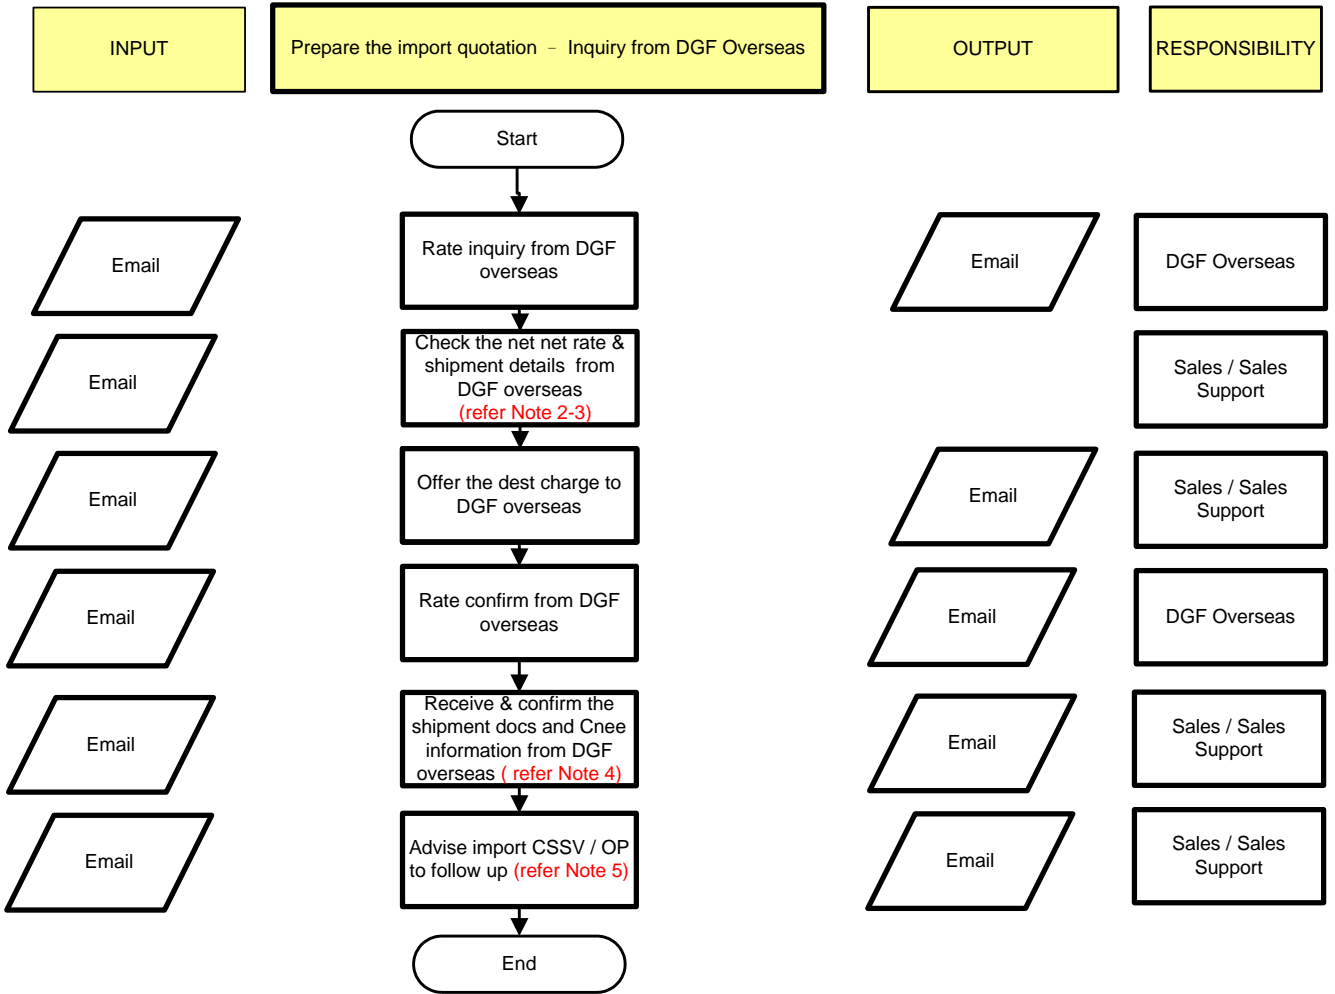 INPUT
Prepare the import quotation – Inquiry from DGF Overseas
OUTPUT
RESPONSIBILITY
Start
Email
Rate inquiry from DGF
overseas
Email
DGF Overseas
Email
Check the net net rate &
shipment details from
DGF overseas
(refer Note 2-3)
Sales / Sales
Support
Email
Offer the dest charge to
DGF overseas
Email
Sales / Sales
Support
Email
Rate confirm from DGF
overseas
Email
DGF Overseas
Email
Receive & confirm the
shipment docs and Cnee
information from DGF
overseas ( refer Note 4)
Email
Sales / Sales
Support
Email
Advise import CSSV / OP
to follow up (refer Note 5)
Email
Sales / Sales
Support
End